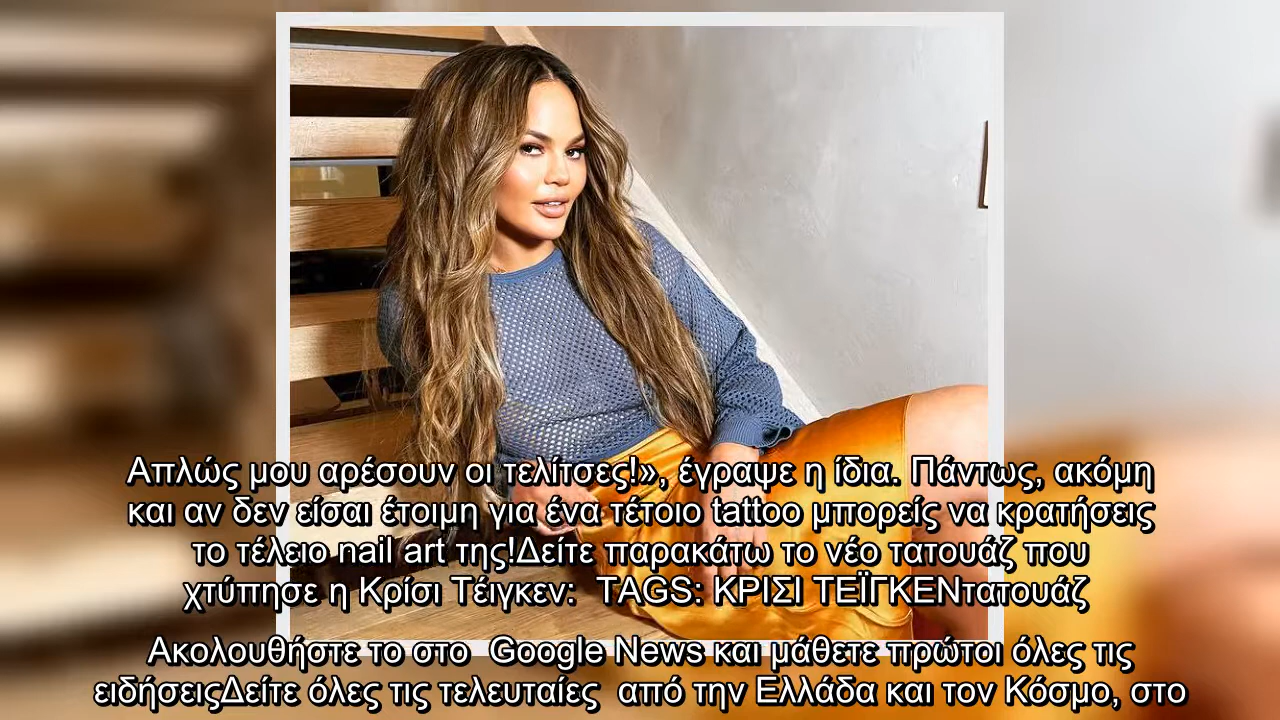 Απλώς μου αρέσουν οι τελίτσες!», έγραψε η ίδια. Πάντως, ακόμη
και αν δεν είσαι έτοιμη για ένα τέτοιο tattoo μπορείς να κρατήσεις
το τέλειο nail art της!Δείτε παρακάτω το νέο τατουάζ που
χτύπησε η Κρίσι Τέιγκεν:  TAGS: ΚΡΙΣΙ ΤΕΪΓΚΕΝτατουάζ
Ακολουθήστε το στο  Google News και μάθετε πρώτοι όλες τις
ειδήσειςΔείτε όλες τις τελευταίες  από την Ελλάδα και τον Κόσμο, στο